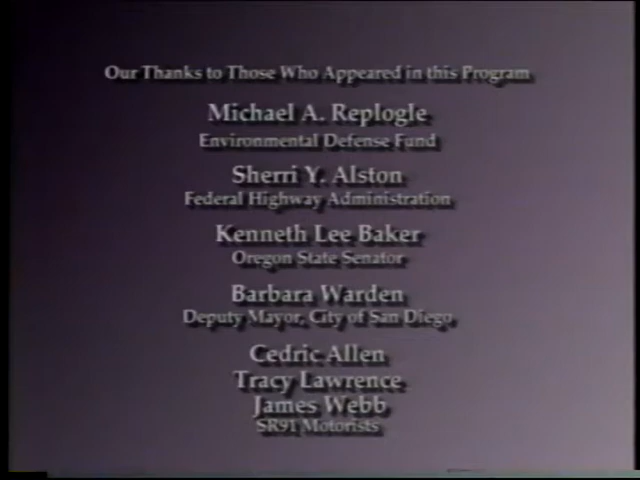 Our Thanks to Those Who Appeared in this Program
Michael A. Replogle
Environmental Defense Fund
Sherri Y. Alston
Federal Highway Administration
Kenneth Lee Baker
Oregon State Senator
Barbara Warden
Deputy Mayor, City of San Diego
Cedric Allen
Tracy Lawrence
James Webb
SR91 Motorists